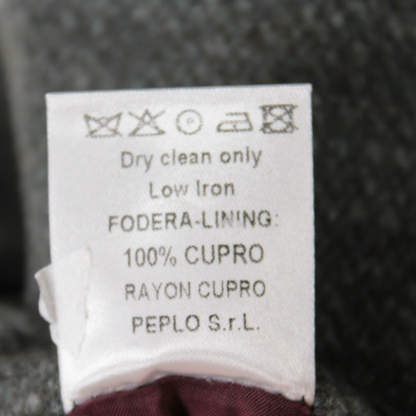 P
Dry clean only
Low Iron
FODERA-LINING:
100% CUPRO
RAYON CUPRO
PEPLO S.r.L.